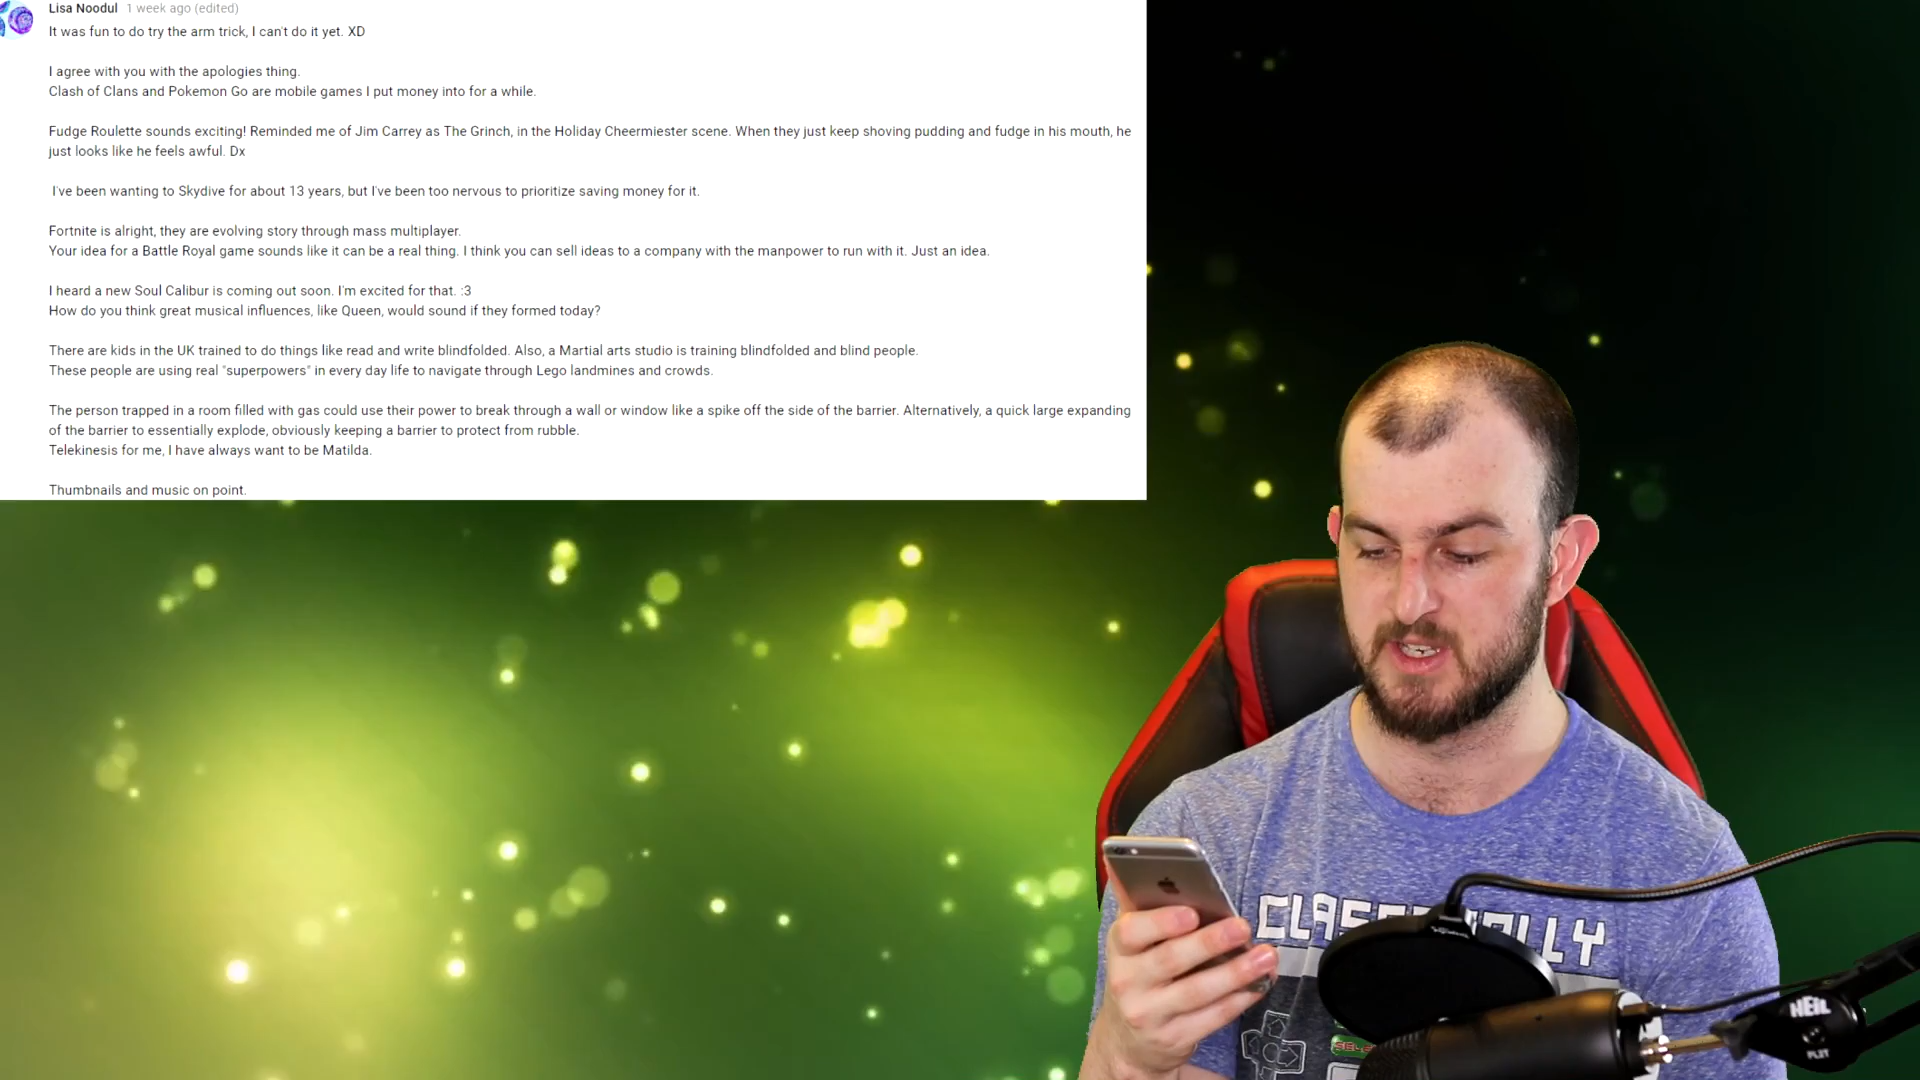 Lisa Noodul 1 week ago (edited)
It was fun to do try the arm trick, I can't do it yet. XD
I agree with you with the apologies thing.
Clash of Clans and Pokemon Go are mobile games I put money into for a while.
Fudge Roulette sounds exciting! Reminded me of Jim Carrey as The Grinch, in the Holiday Cheermiester scene. When they just keep shoving pudding and fudge in his mouth, he
just looks like he feels awful. Dx
I've been wanting to Skydive for about 13 years, but I've been too nervous to prioritize saving money for it.
Fortnite is alright, they are evolving story through mass multiplayer.
Your idea for a Battle Royal game sounds like it can be a real thing. I think you can sell ideas to a company with the manpower to run with it. Just an idea.
I heard a new Soul Calibur is coming out soon. I'm excited for that. :3
How do you think great musical influences, like Queen, would sound if they formed today?
There are kids in the UK trained to do things like read and write blindfolded. Also, a Martial arts studio is training blindfolded and blind people.
These people are using real "superpowers" in every day life to navigate through Lego landmines and crowds.
The person trapped in a room filled with gas could use their power to break through a wall or window like a spike off the side of the barrier. Alternatively, a quick large expanding
of the barrier to essentially explode, obviously keeping a barrier to protect from rubble.
Telekinesis for me, I have always want to be Matilda.
Thumbnails and music on point.
HEIL